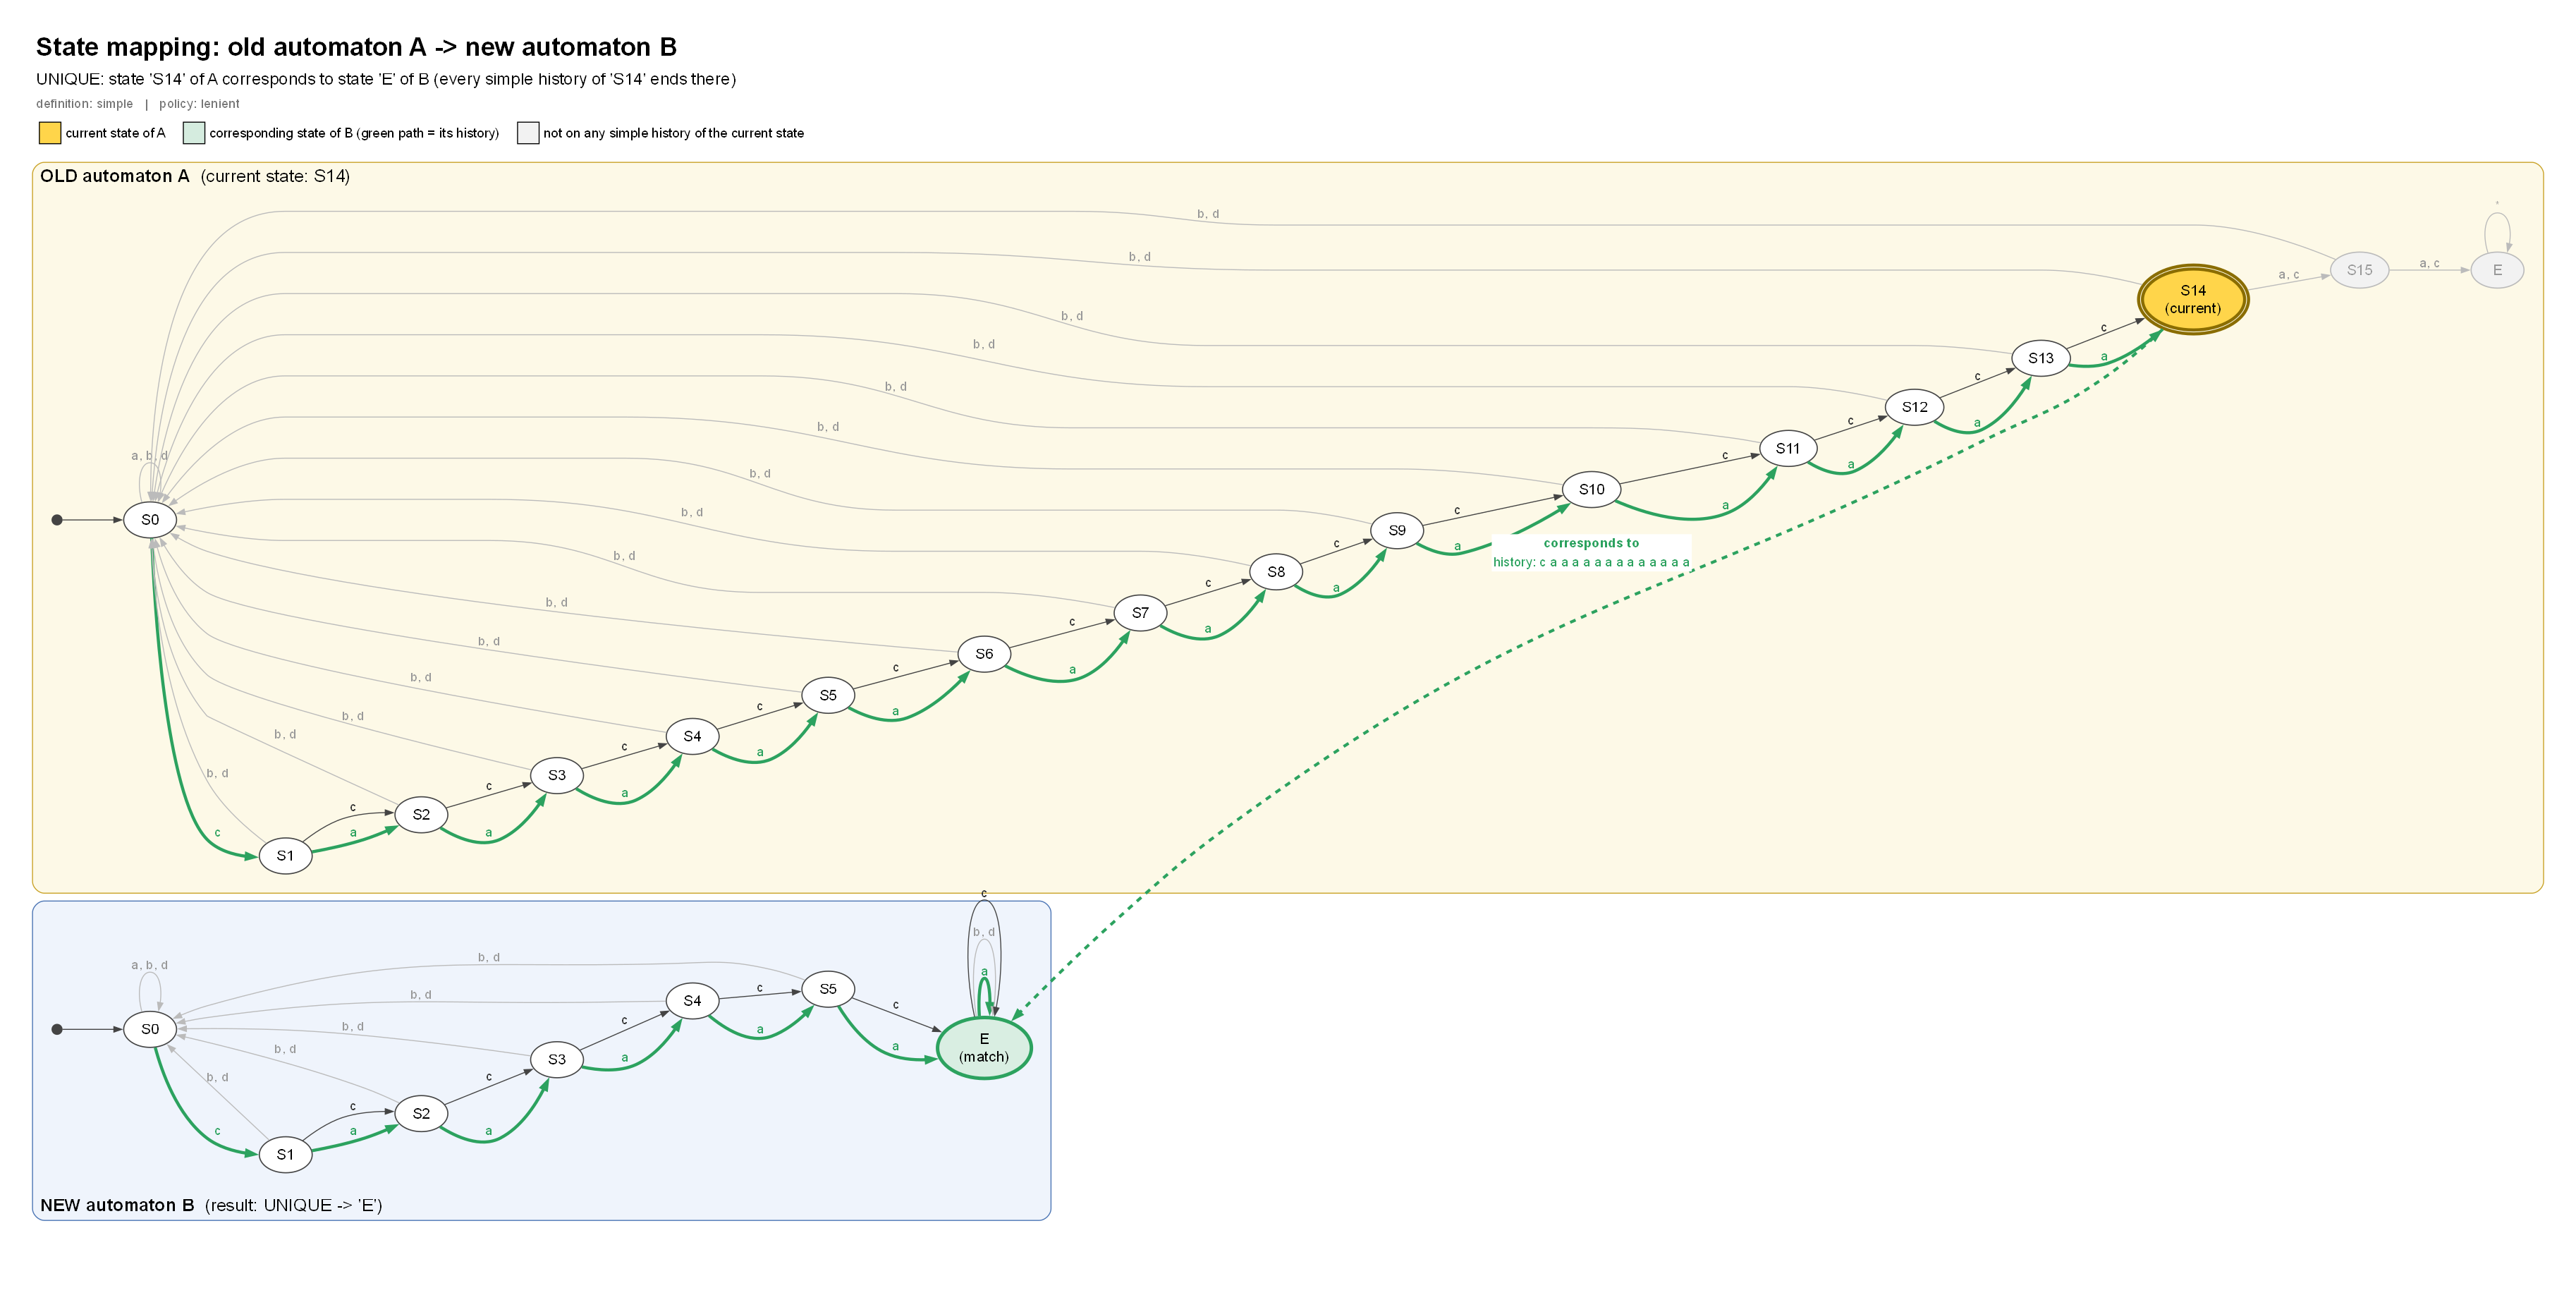 State mapping: old automaton A -> new automaton B
UNIQUE: state 'S14' of A corresponds to state 'E' of B (every simple history of 'S14' ends there)
definition: simple | policy: lenient
current state of A
corresponding state of B (green path = its history)
not on any simple history of the current state
OLD automaton A (current state: S14)
b, d
*
b, d
a, c
S15
a, c
E
S14
(current)
b, d
c
b, d
S13
a
c
b, d
S12
a
c
b, d
S11
a
c
a, b, d
b, d
S10
a
c
b, d
S9
a
S0
c
corresponds to
history: c a a a a a a a a a a a a a
b, d
S8
a
c
b, d
S7
a
c
b, d
S6
a
c
b, d
S5
a
c
b, d
S4
a
c
b, d
S3
a
c
b, d
S2
a
c
c
a
S1
c
b, d
a
a, b, d
b, d
b, d
S0
b, d
b, d
b, d
c
S1
c
a
S2
c
a
S3
c
a
S4
c
a
S5
c
a
E
(match)
NEW automaton B (result: UNIQUE -> 'E')